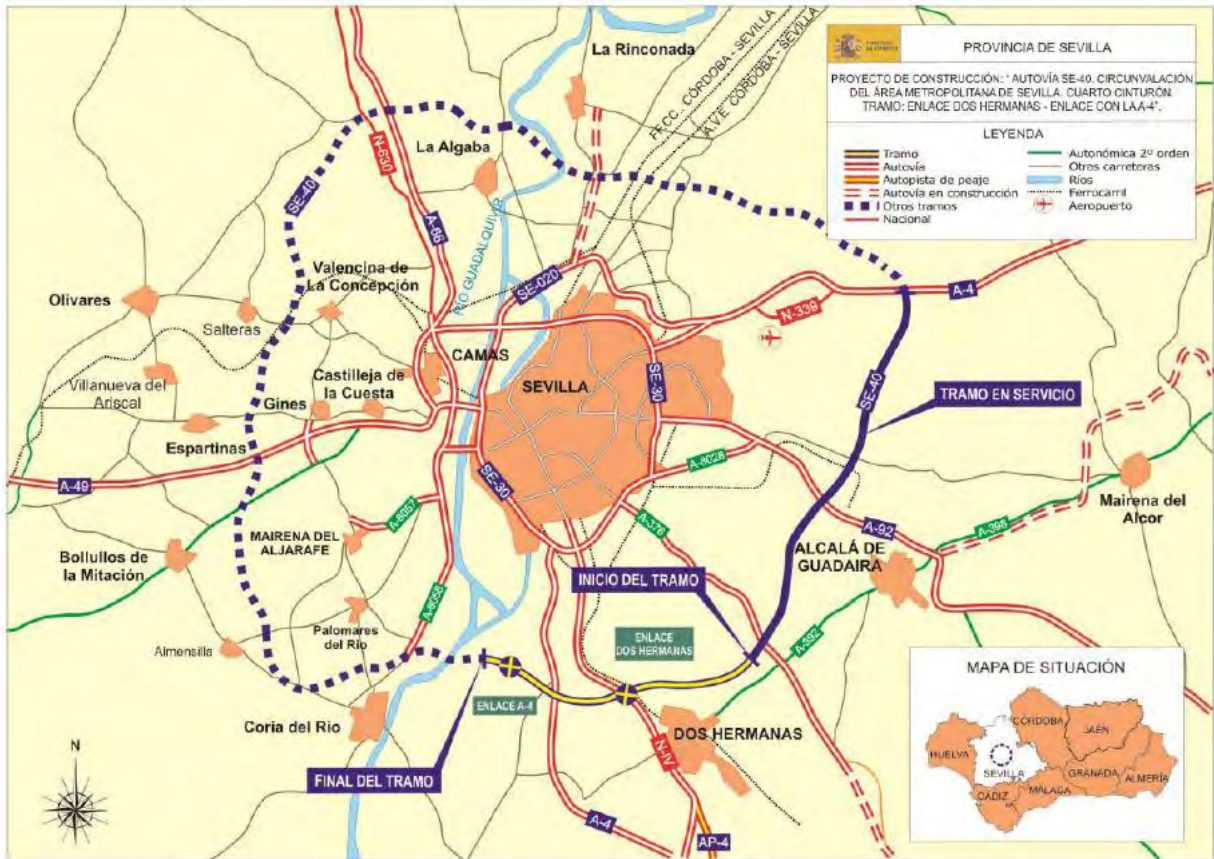 La Rinconada
FFCC. CÓRDOBA - SEVILLA
A.V.E. CÓRDOBA - SEVILLA
PROVINCIA DE SEVILLA
PROYECTO DE CONSTRUCCIÓN: " AUTOVÍA SE-40. CIRCUNVALACIÓN
DEL ÁREA METROPOLITANA DE SEVILLA. CUARTO CINTURÓN.
TRAMO: ENLACE DOS HERMANAS - ENLACE CON LA A-4".
LEYENDA
Tramo
Autovía
Autopista de peaje
Autovía en construcción
Otros tramos
Nacional
Autonómica 2º orden
Otras carreteras
Ríos
Ferrocarril
Aeropuerto
N-630
La Algaba
SE-40
A-66
RÍO GUADALQUIVIR
SE-020
Valencina de
La Concepción
Olivares
Salteras
A-4
N-339
CAMAS
SEVILLA
SE-30
SE-40
TRAMO EN SERVICIO
Villanueva del
Ariscal
Castilleja de
la Cuesta
Gines
Espartinas
A-49
SE-30
A-8028
Mairena del
Alcor
A-8057
A-376
A-92
A-398
MAIRENA DEL
ALJARAFE
Bollullos de
la Mitación
ALCALÁ DE
GUADAIRA
INICIO DEL TRAMO
A-8058
Palomares
del Río
Almensilla
ENLACE
DOS HERMANAS
A-392
ENLACE A-4
Coria del Río
DOS HERMANAS
N-IV
FINAL DEL TRAMO
A-4
AP-4
N
MAPA DE SITUACIÓN
CÓRDOBA
JAÉN
HUELVA
SEVILLA
GRANADA
ALMERÍA
MÁLAGA
CÁDIZ